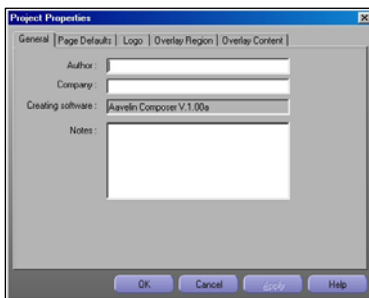 Project Properties
General Page Defaults Logo Overlay Region Overlay Content
Author :
Company :
Creating software : Aavelin Composer V.1.00a
Notes :
OK Cancel Apply Help